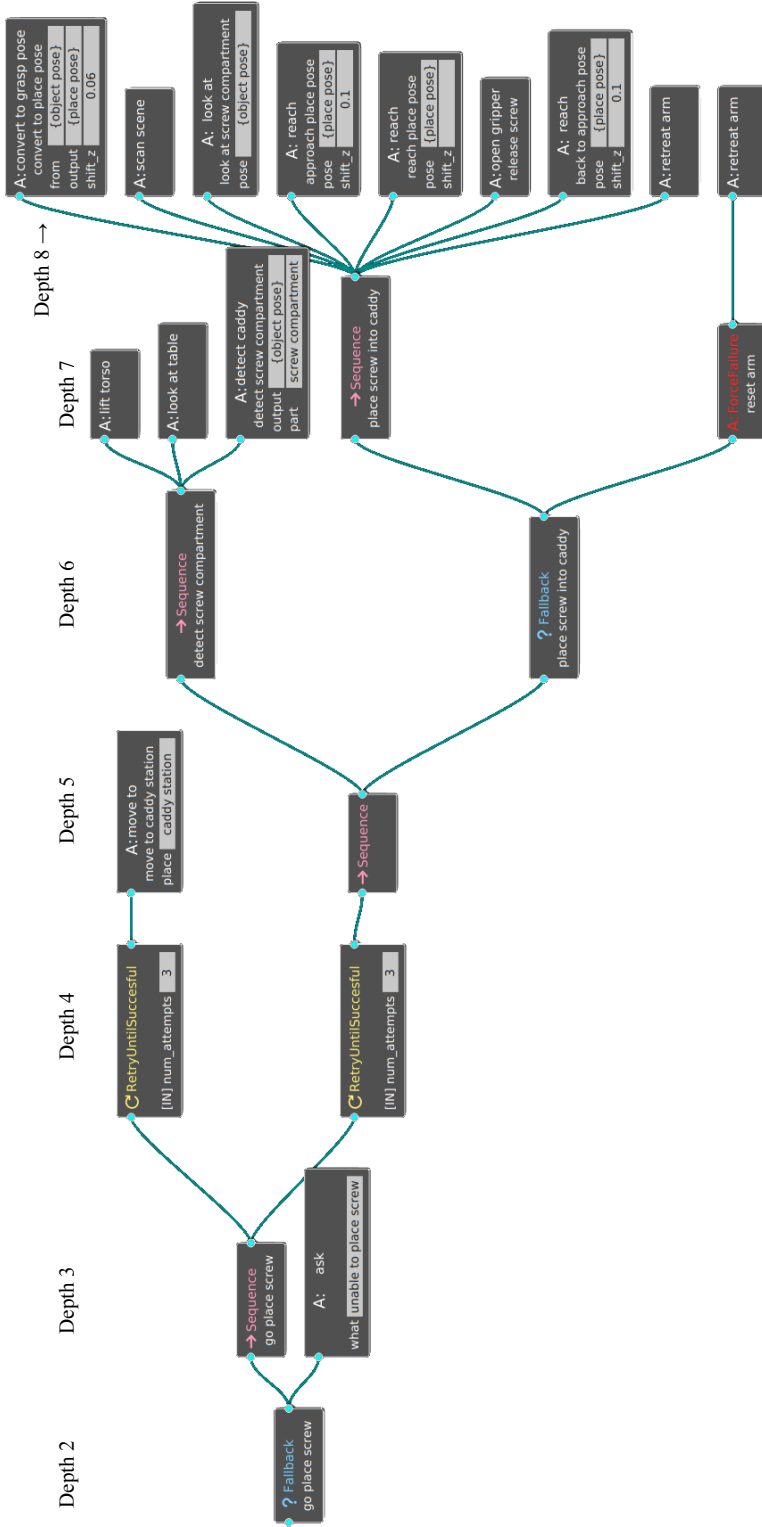 Depth 2
Depth 3
Depth 4
Depth 5
Depth 6
Depth 7
Depth 8 →
? Fallback
go place screw
→ Sequence
go place screw
A: ask
what unable to place screw
RetryUntilSuccesful
[IN] num_attempts 3
RetryUntilSuccesful
[IN] num_attempts 3
A: move to
move to caddy station
place caddy station
→ Sequence
→ Sequence
detect screw compartment
? Fallback
place screw into caddy
A: lift torso
A: look at table
A: detect caddy
detect screw compartment
output {object pose}
part screw compartment
→ Sequence
place screw into caddy
A: ForceFailure
reset arm
A: convert to grasp pose
convert to place pose
from {object pose}
output {place pose}
shift_z 0.06
A: scan scene
A: look at
look at screw compartment
pose {object pose}
A: reach
approach place pose
pose {place pose}
shift_z 0.1
A: reach
reach place pose
pose {place pose}
shift_z
A: open gripper
release screw
A: reach
back to approach pose
pose {place pose}
shift_z 0.1
A: retreat arm
A: retreat arm